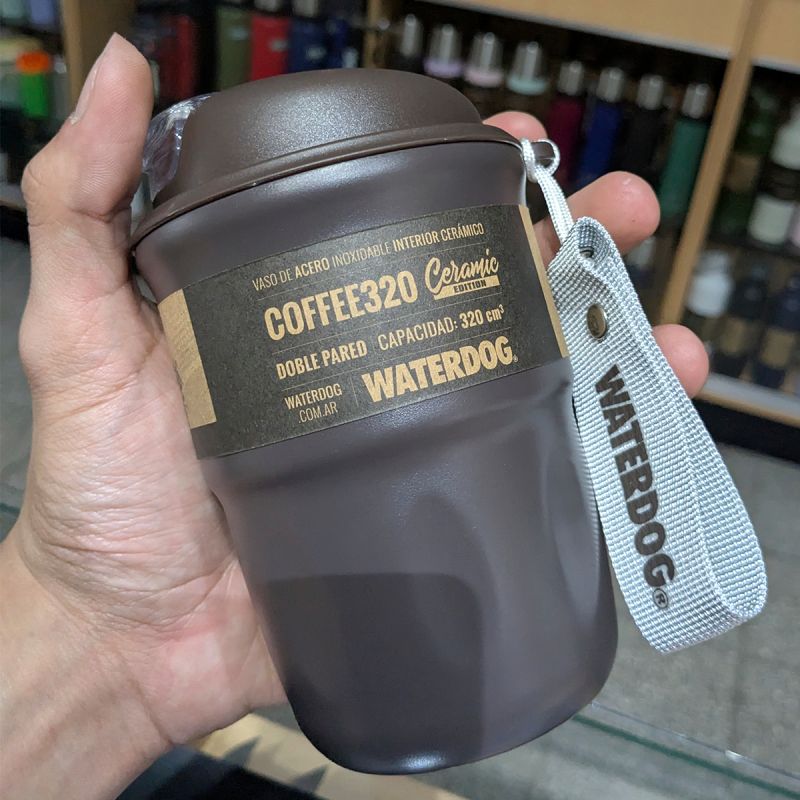 VASO DE ACERO INOXIDABLE INTERIOR CERÁMICO
COFFEE320 Ceramic
EDITION
DOBLE PARED CAPACIDAD: 320 cm³
WATERDOG
.COM.AR
WATERDOG®
WATERDOG®